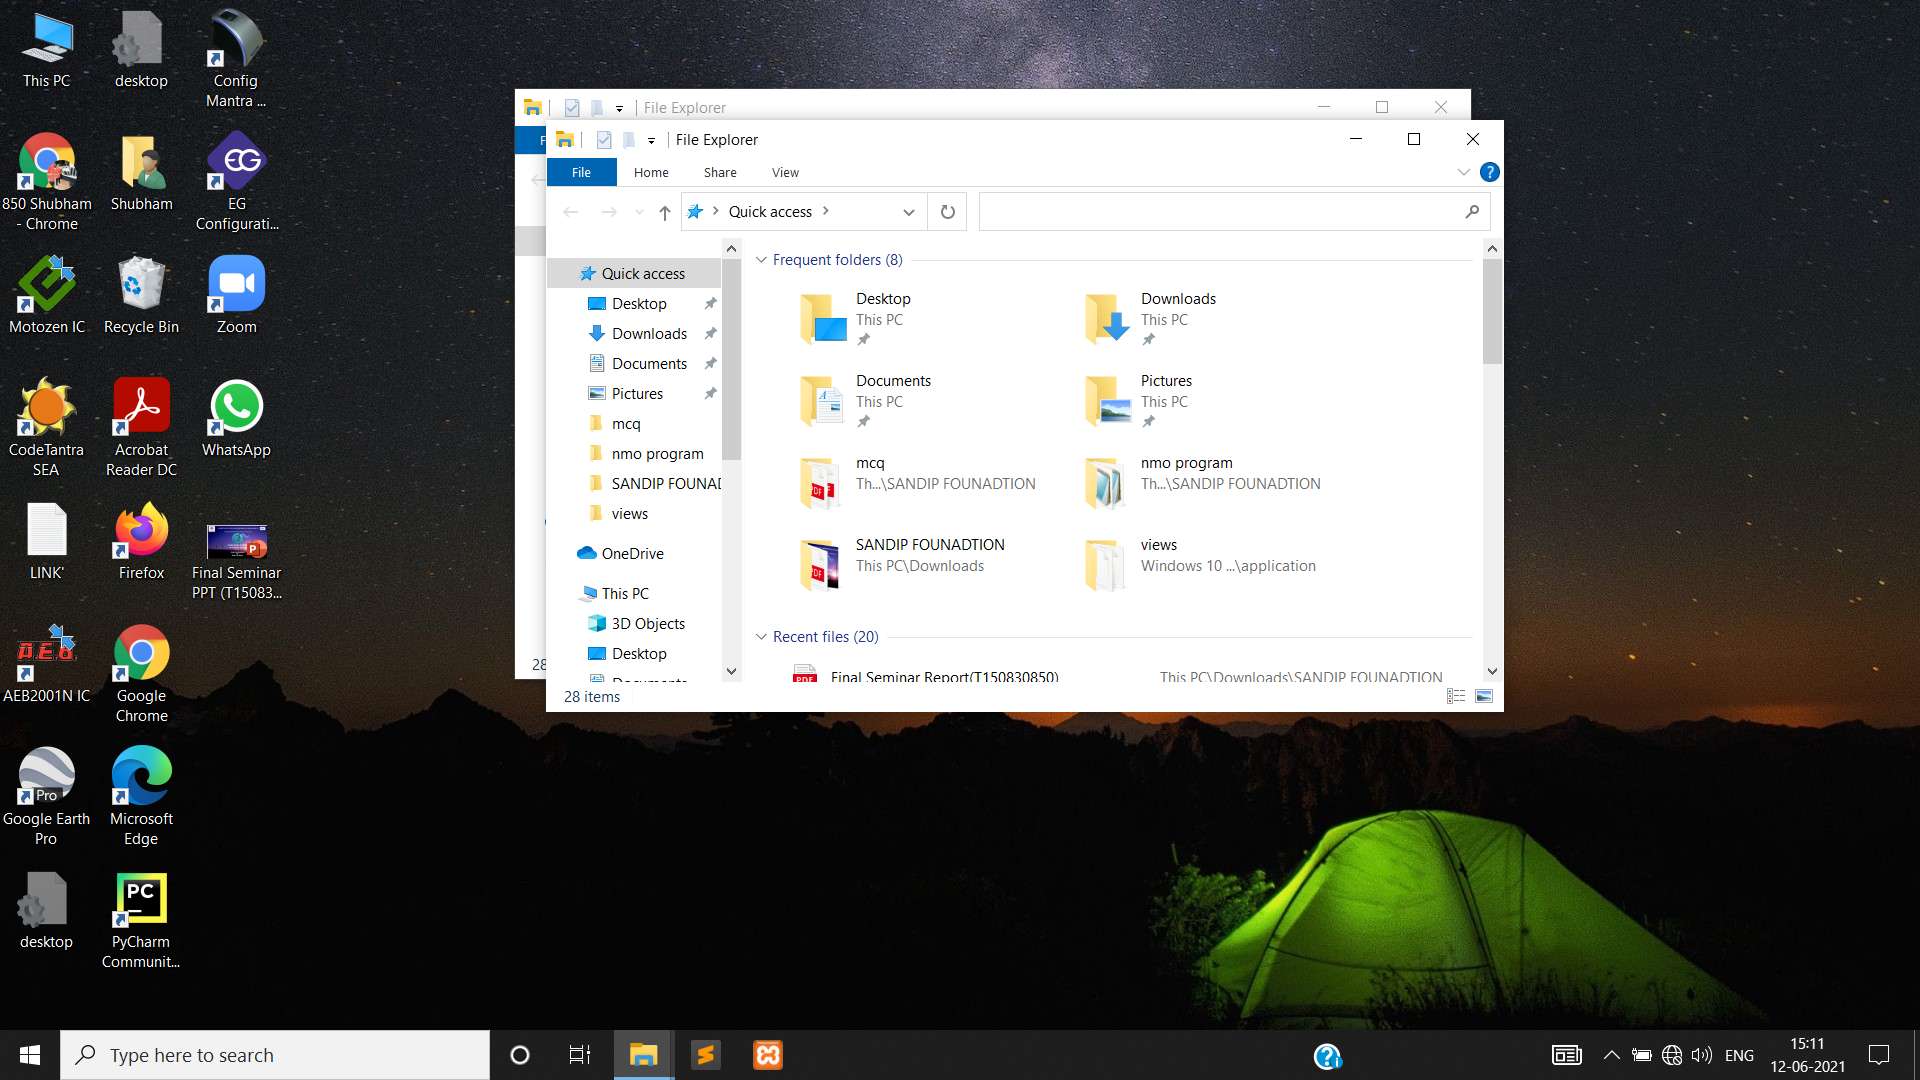 This PC
desktop
Config
Mantra ...
850 Shubham
- Chrome
Shubham
EG
EG
Configurati...
Motozen IC
Recycle Bin
Zoom
CodeTantra
SEA
Acrobat
Reader DC
WhatsApp
LINK'
Firefox
Final Seminar
PPT (T15083...
AEB2001N IC
Google
Chrome
Pro
Google Earth
Pro
Microsoft
Edge
desktop
PC
PyCharm
Communit...
File Explorer
F
28
File Explorer
File
Home
Share
View
Quick access
Quick access
Desktop
Downloads
Documents
Pictures
mcq
nmo program
SANDIP FOUNAD
views
OneDrive
This PC
3D Objects
Desktop
Documents
Frequent folders (8)
Desktop
This PC
Downloads
This PC
Documents
This PC
Pictures
This PC
mcq
Th...\SANDIP FOUNADTION
nmo program
Th...\SANDIP FOUNADTION
SANDIP FOUNADTION
This PC\Downloads
views
Windows 10 ...\application
Recent files (20)
PDF
Final Seminar Report(T150830850)
This PC\Downloads\SANDIP FOUNADTION
28 items
Type here to search
ENG
15:11
12-06-2021